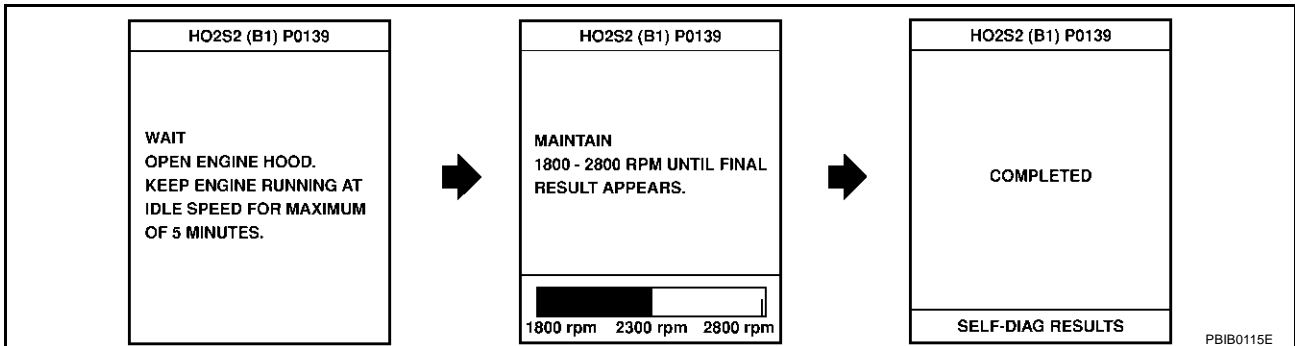 HO2S2 (B1) P0139
WAIT
OPEN ENGINE HOOD.
KEEP ENGINE RUNNING AT
IDLE SPEED FOR MAXIMUM
OF 5 MINUTES.
HO2S2 (B1) P0139
MAINTAIN
1800 - 2800 RPM UNTIL FINAL
RESULT APPEARS.
1800 rpm 2300 rpm 2800 rpm
HO2S2 (B1) P0139
COMPLETED
SELF-DIAG RESULTS
PBIB0115E